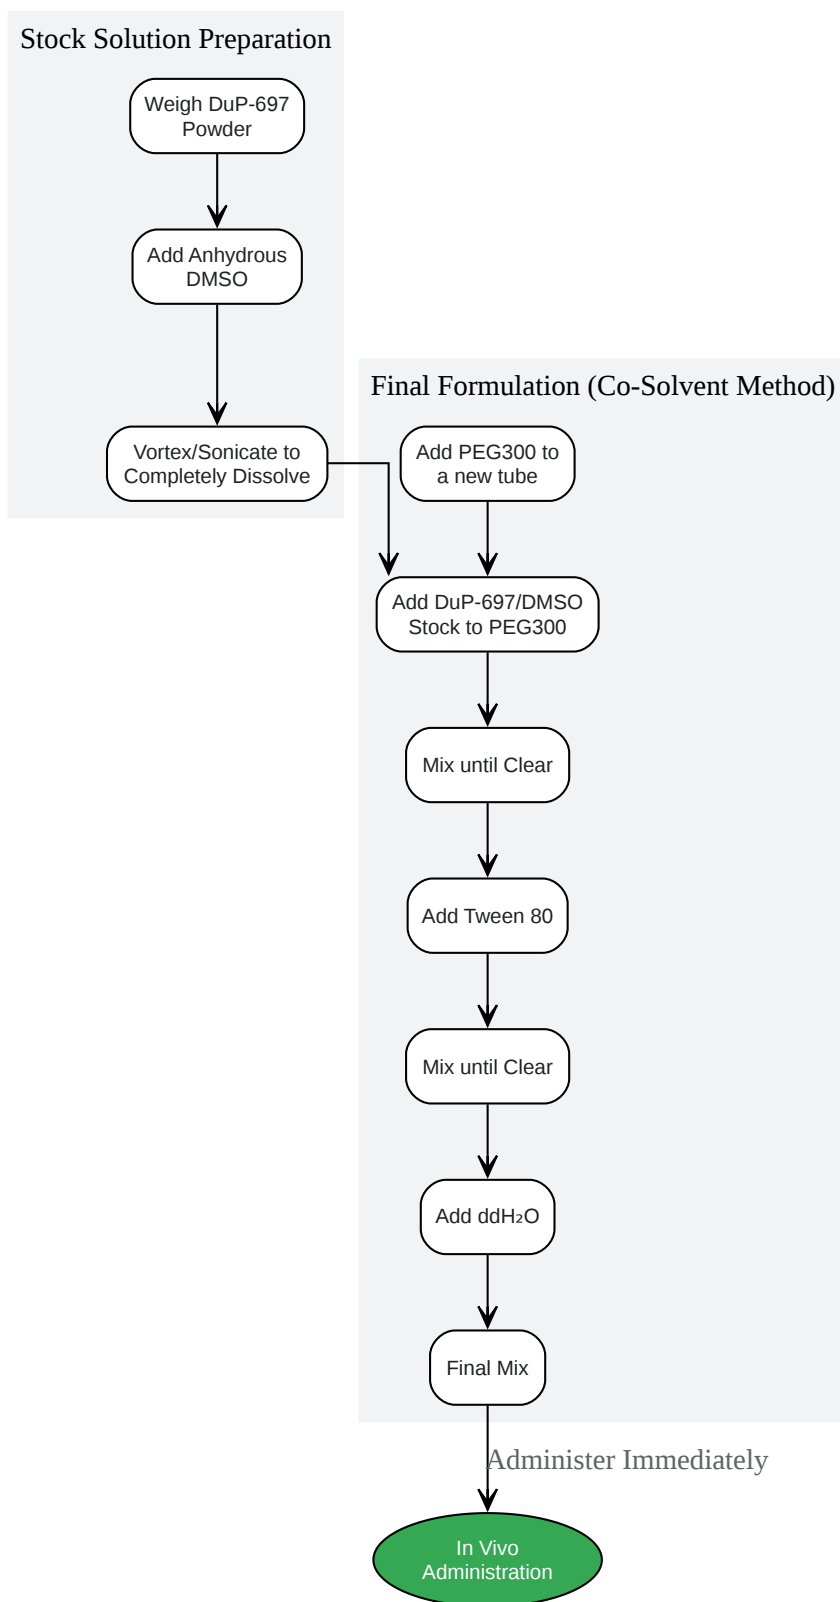 Stock Solution Preparation
Weigh DuP-697
Powder
Add Anhydrous
DMSO
Vortex/Sonicate to
Completely Dissolve
Final Formulation (Co-Solvent Method)
Add PEG300 to
a new tube
Add DuP-697/DMSO
Stock to PEG300
Mix until Clear
Add Tween 80
Mix until Clear
Add ddH₂O
Final Mix
Administer Immediately
In Vivo
Administration